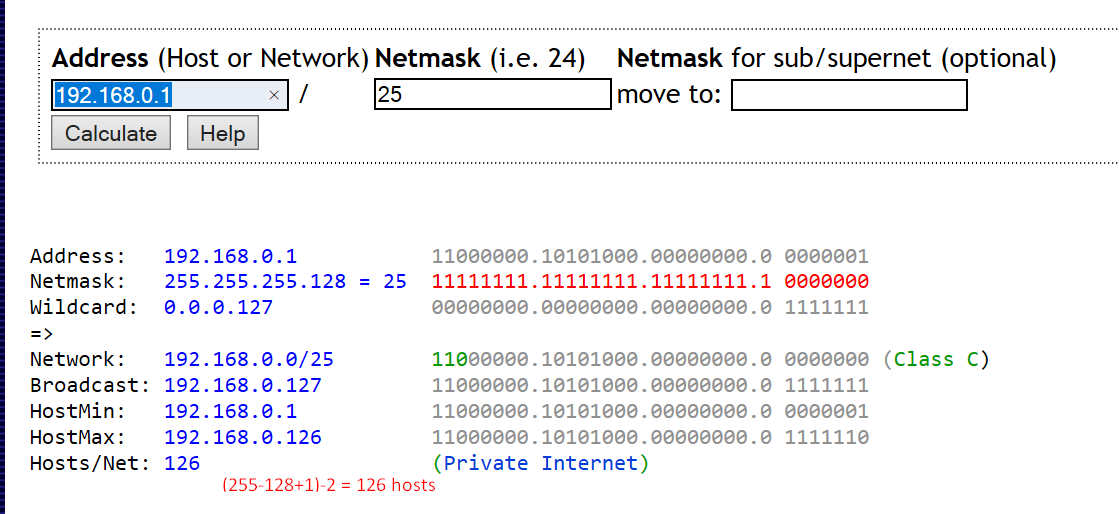 Address (Host or Network) Netmask (i.e. 24) Netmask for sub/supernet (optional)
192.168.0.1 × / 25 move to:
Calculate Help
Address: 192.168.0.1 11000000.10101000.00000000.0 0000001
Netmask: 255.255.255.128 = 25 11111111.11111111.11111111.1 0000000
Wildcard: 0.0.0.127 00000000.00000000.00000000.0 1111111
=>
Network: 192.168.0.0/25 11000000.10101000.00000000.0 0000000 (Class C)
Broadcast: 192.168.0.127 11000000.10101000.00000000.0 1111111
HostMin: 192.168.0.1 11000000.10101000.00000000.0 0000001
HostMax: 192.168.0.126 11000000.10101000.00000000.0 1111110
Hosts/Net: 126 (Private Internet)
(255-128+1)-2 = 126 hosts